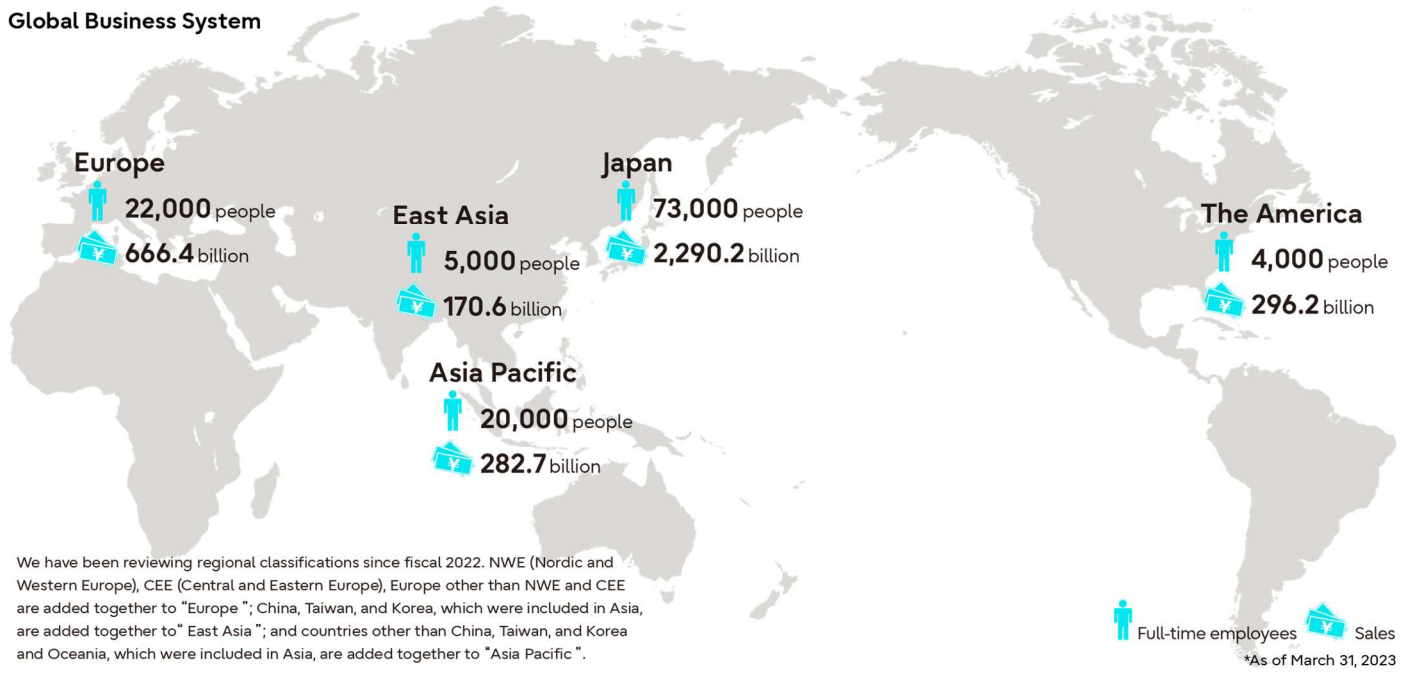 Global Business System
Europe
22,000 people
¥ 666.4 billion
East Asia
5,000 people
¥ 170.6 billion
Japan
73,000 people
¥ 2,290.2 billion
The America
4,000 people
¥ 296.2 billion
Asia Pacific
20,000 people
¥ 282.7 billion
We have been reviewing regional classifications since fiscal 2022. NWE (Nordic and
Western Europe), CEE (Central and Eastern Europe), Europe other than NWE and CEE
are added together to “Europe ”; China, Taiwan, and Korea, which were included in Asia,
are added together to“ East Asia ”; and countries other than China, Taiwan, and Korea
and Oceania, which were included in Asia, are added together to “Asia Pacific ”.
Full-time employees ¥ Sales
*As of March 31, 2023